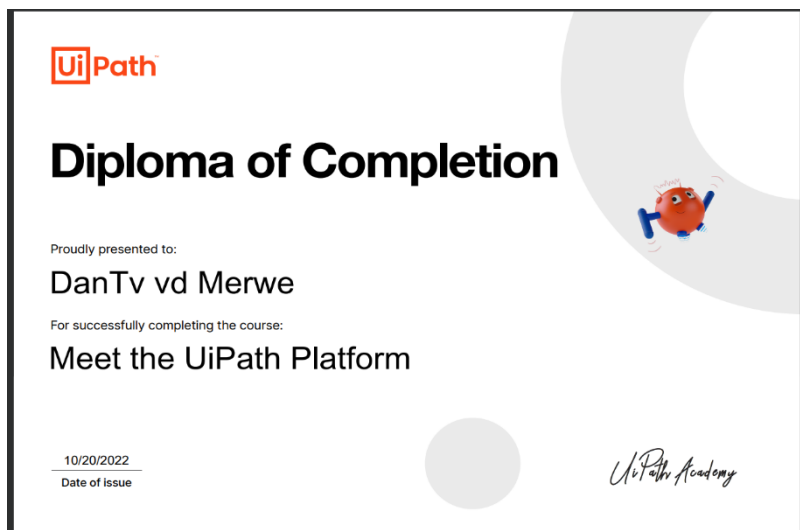 UiPath™
Diploma of Completion
Proudly presented to:
DanTv vd Merwe
For successfully completing the course:
Meet the UiPath Platform
10/20/2022
Date of issue
UiPath Academy